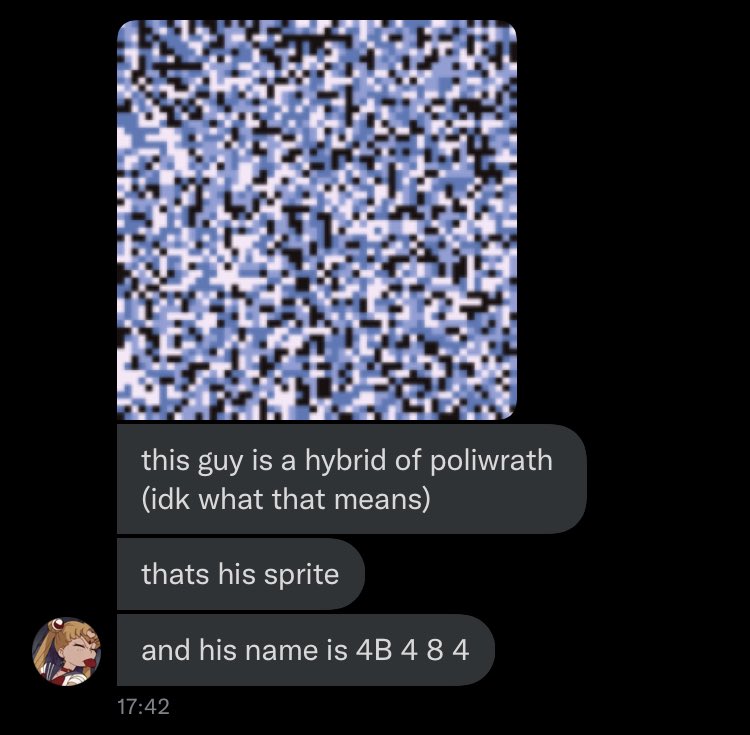 this guy is a hybrid of poliwrath
(idk what that means)
thats his sprite
and his name is 4B 4 8 4
17:42